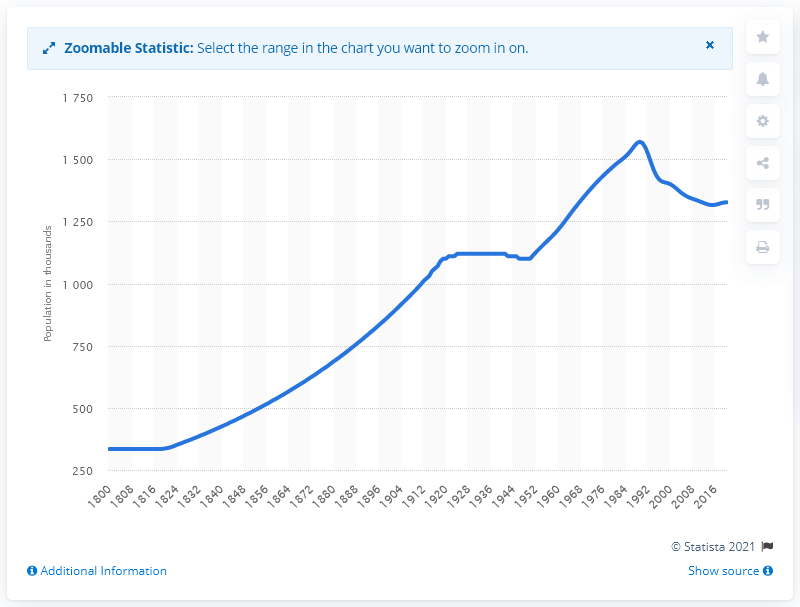 Zoomable Statistic: Select the range in the chart you want to zoom in on.
Population in thousands
1 750
1 500
1 250
1 000
750
500
250
1800 1808 1816 1824 1832 1840 1848 1856 1864 1872 1880 1888 1896 1904 1912 1920 1928 1936 1944 1952 1960 1968 1976 1984 1992 2000 2008 2016
© Statista 2021
Additional Information
Show source